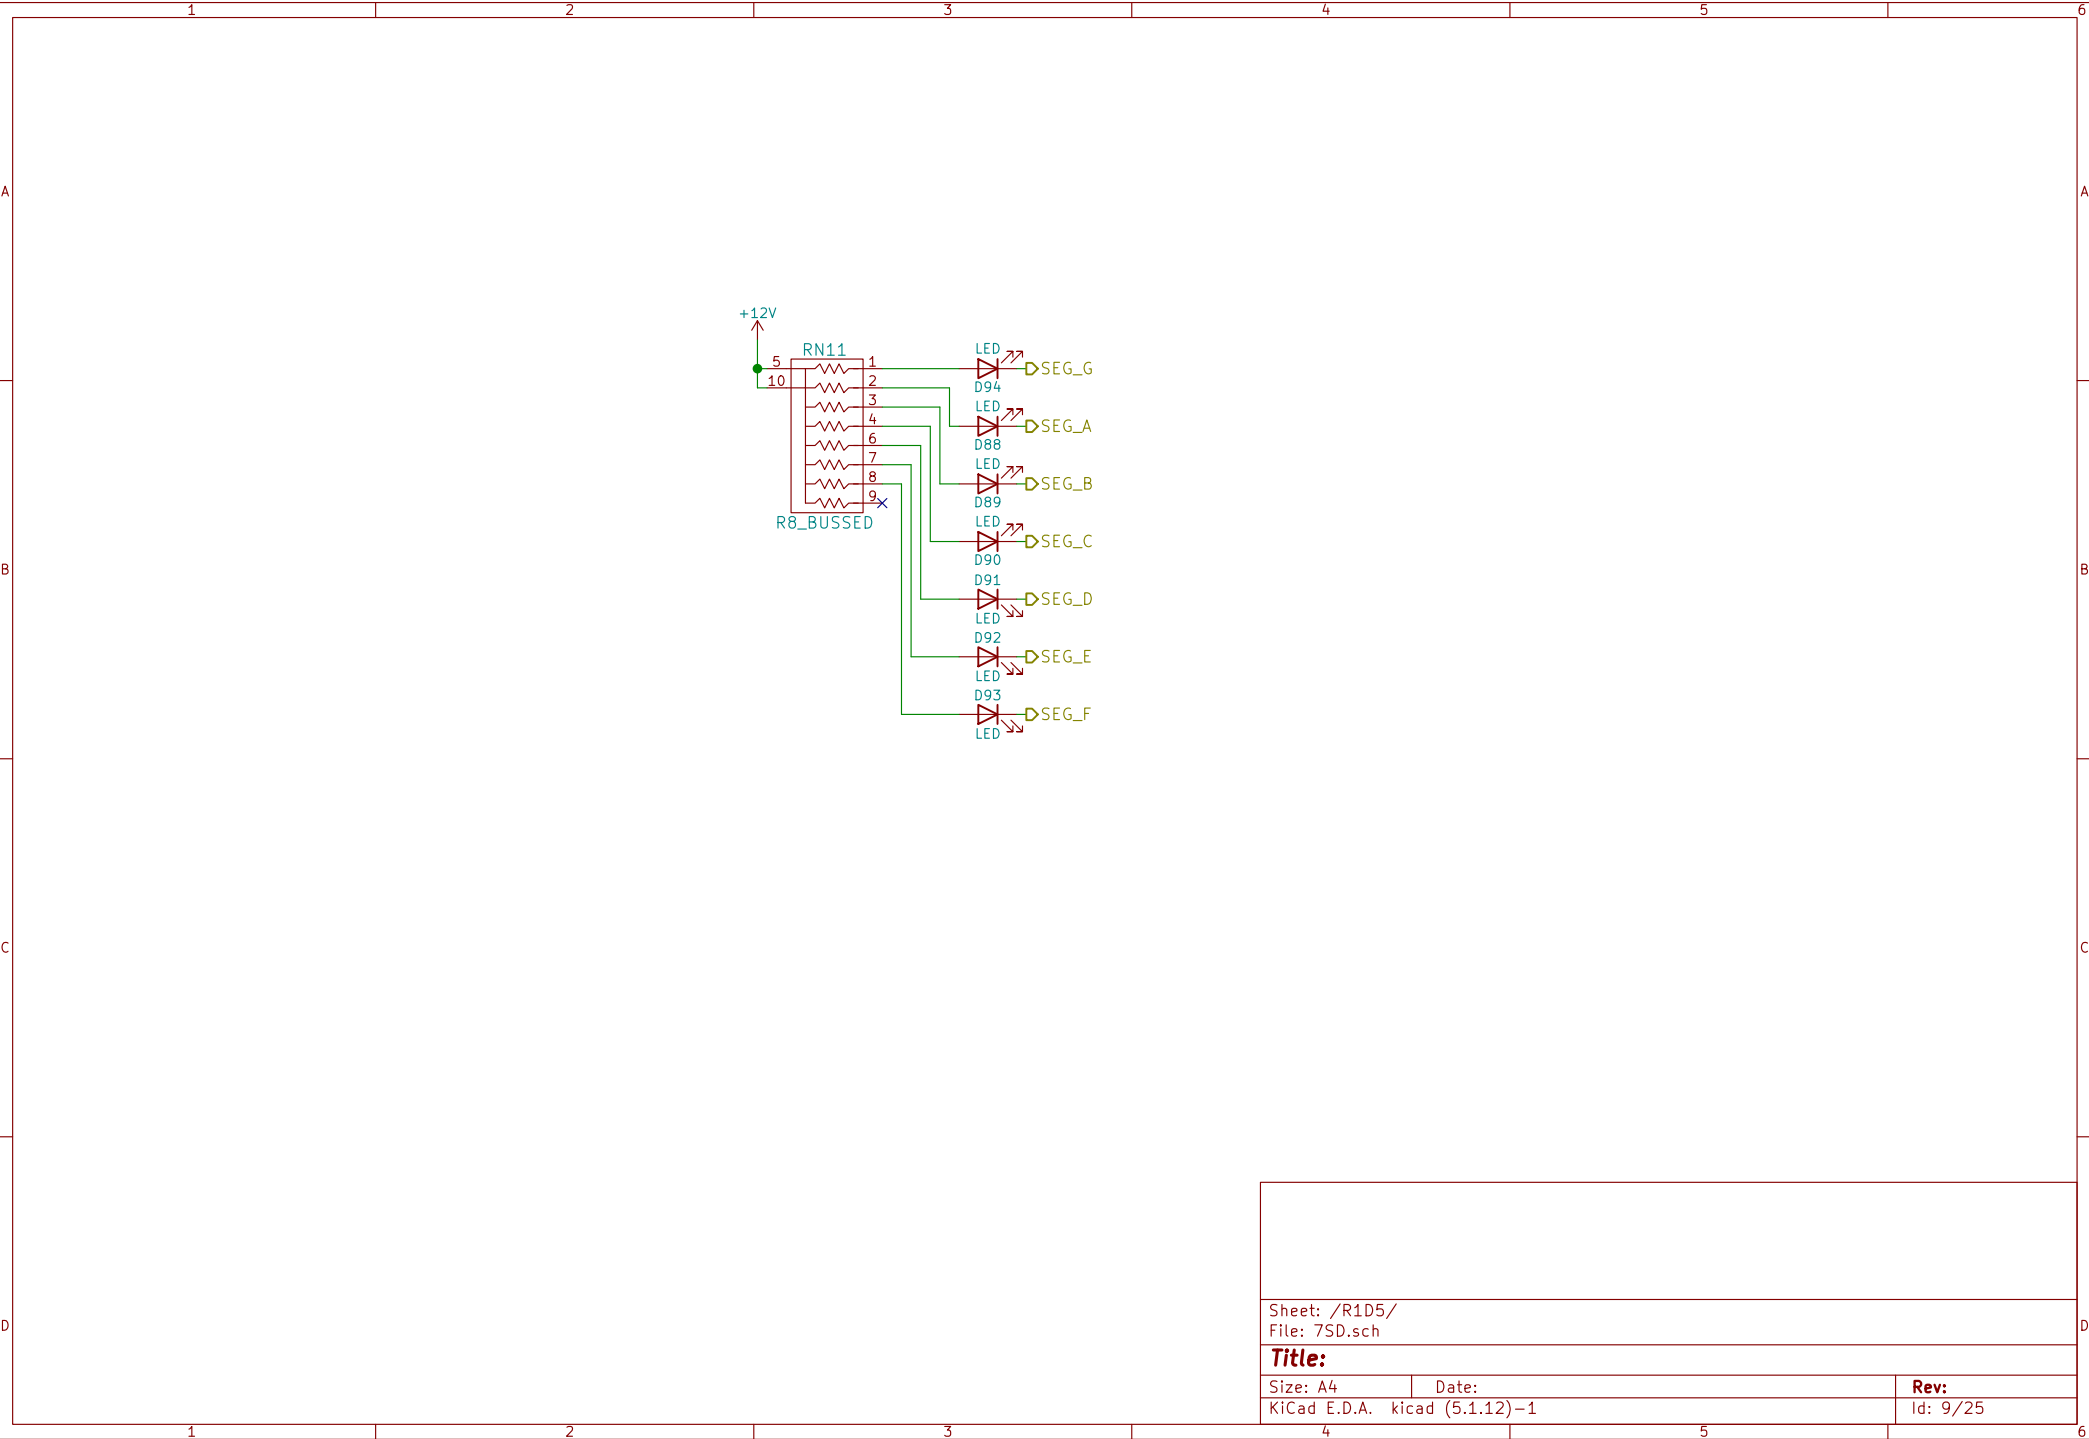 1 2 3 4 5 6
A A
+12V
RN11
LED
5 1 SEG_G
10 2 D94
3 LED
4 SEG_A
6 D88
7 LED
8 SEG_B
9 D89
R8_BUSSED LED
SEG_C
D90
B B
D91
SEG_D
LED
D92
SEG_E
LED
D93
SEG_F
LED
C C
Sheet: /R1D5/
File: 7SD.sch
D D
Title:
Size: A4 Date: Rev:
KiCad E.D.A. kicad (5.1.12)-1 Id: 9/25
1 2 3 4 5 6